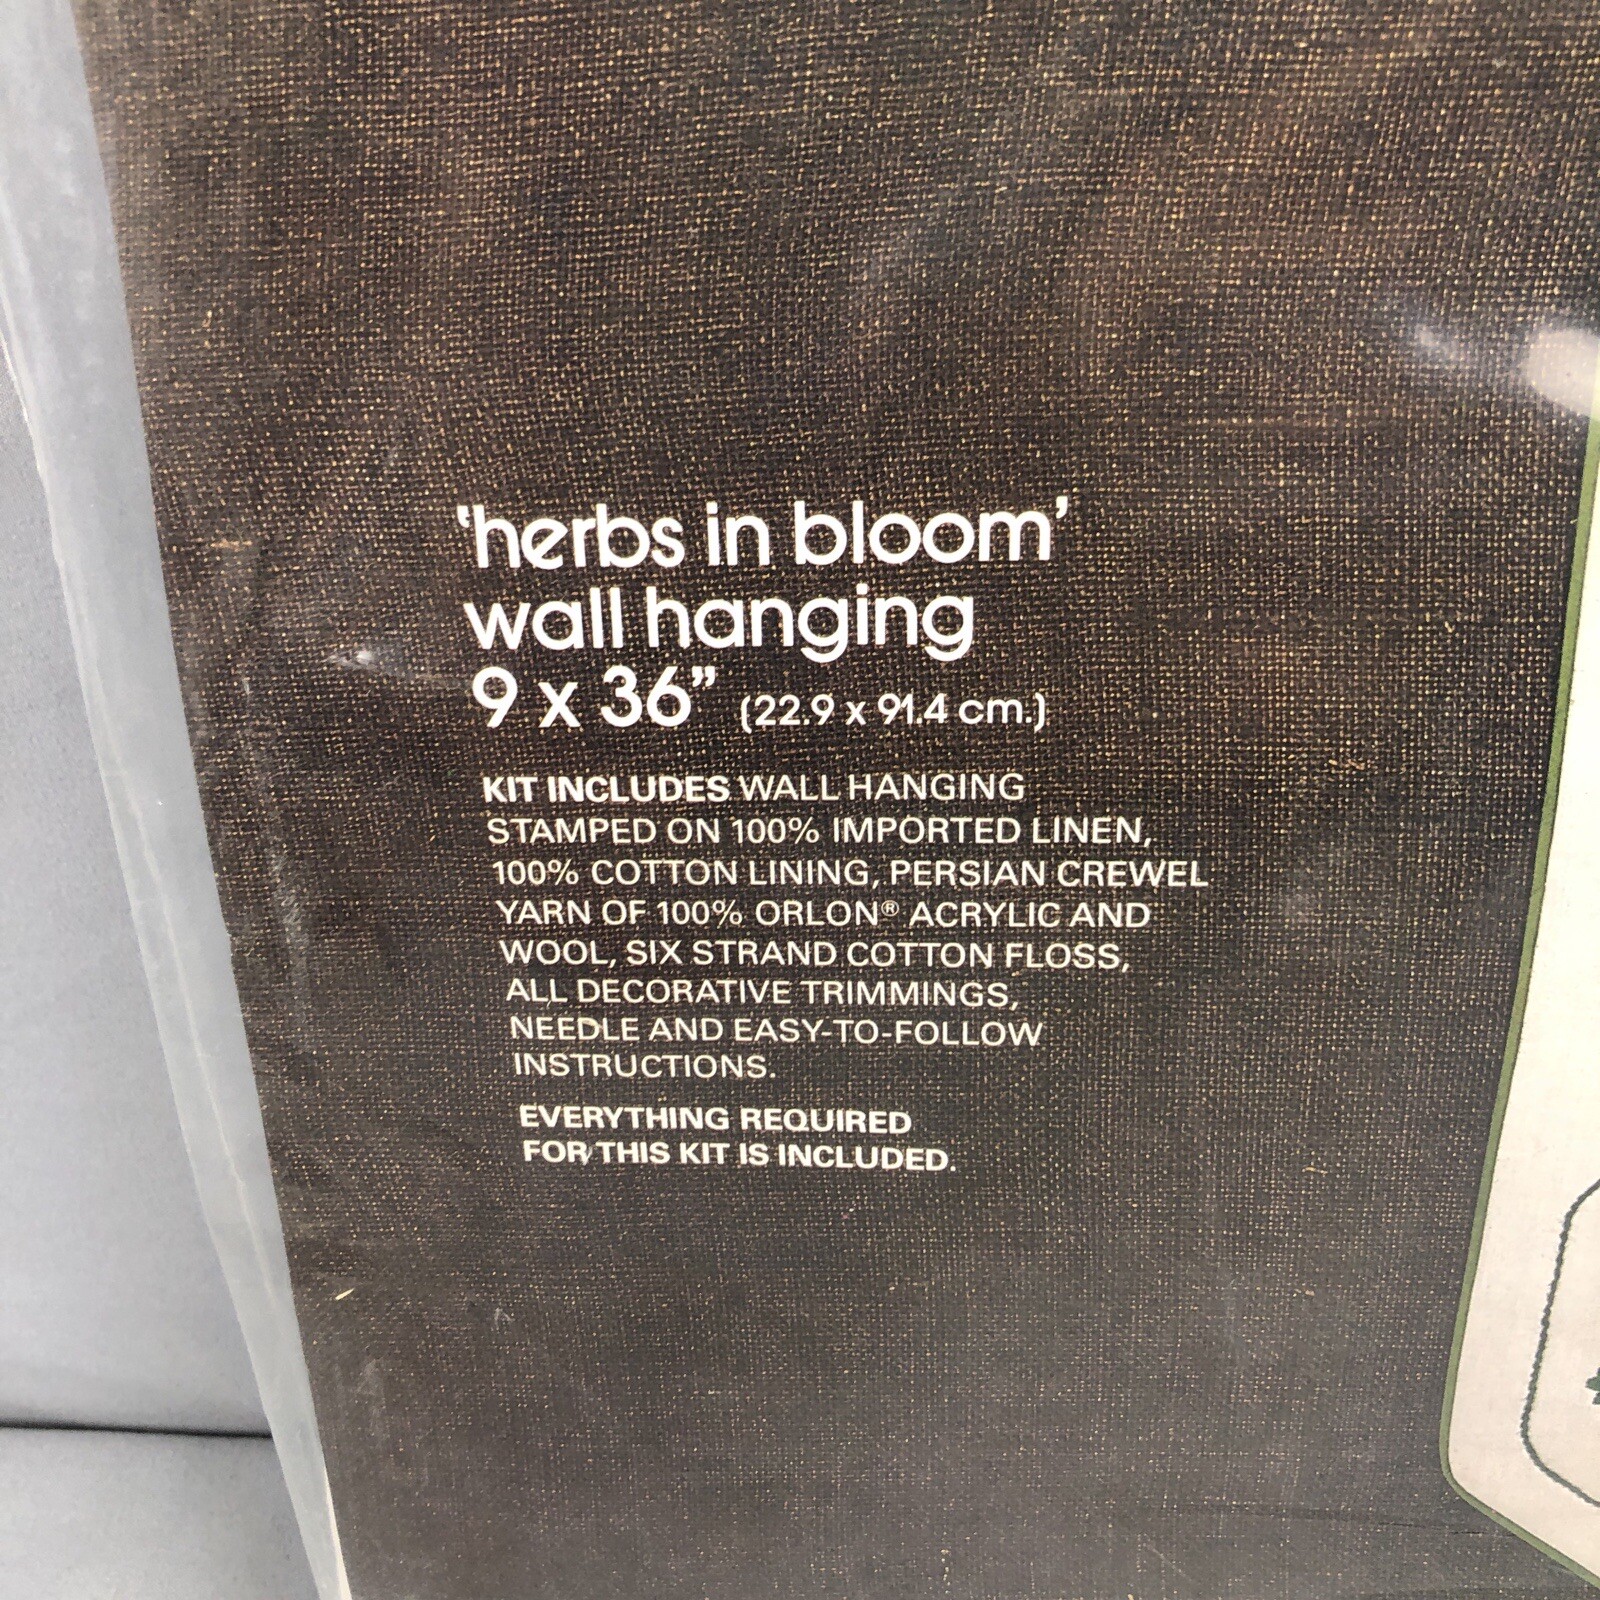 ‘herbs in bloom’
wall hanging
9 x 36” (22.9 x 91.4 cm.)
KIT INCLUDES WALL HANGING
STAMPED ON 100% IMPORTED LINEN,
100% COTTON LINING, PERSIAN CREWEL
YARN OF 100% ORLON® ACRYLIC AND
WOOL, SIX STRAND COTTON FLOSS,
ALL DECORATIVE TRIMMINGS,
NEEDLE AND EASY-TO-FOLLOW
INSTRUCTIONS.
EVERYTHING REQUIRED
FOR THIS KIT IS INCLUDED.